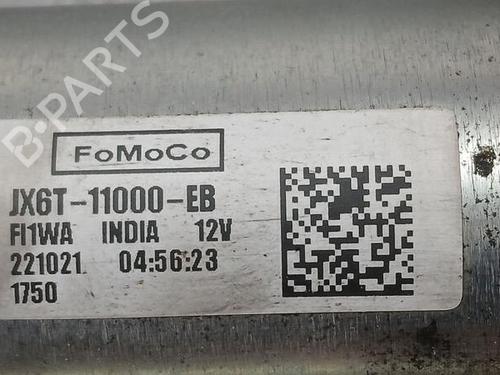 B-PARTS
FoMoCo
JX6T-11000-EB
FI1WA INDIA 12V
221021 04:56:23
1750